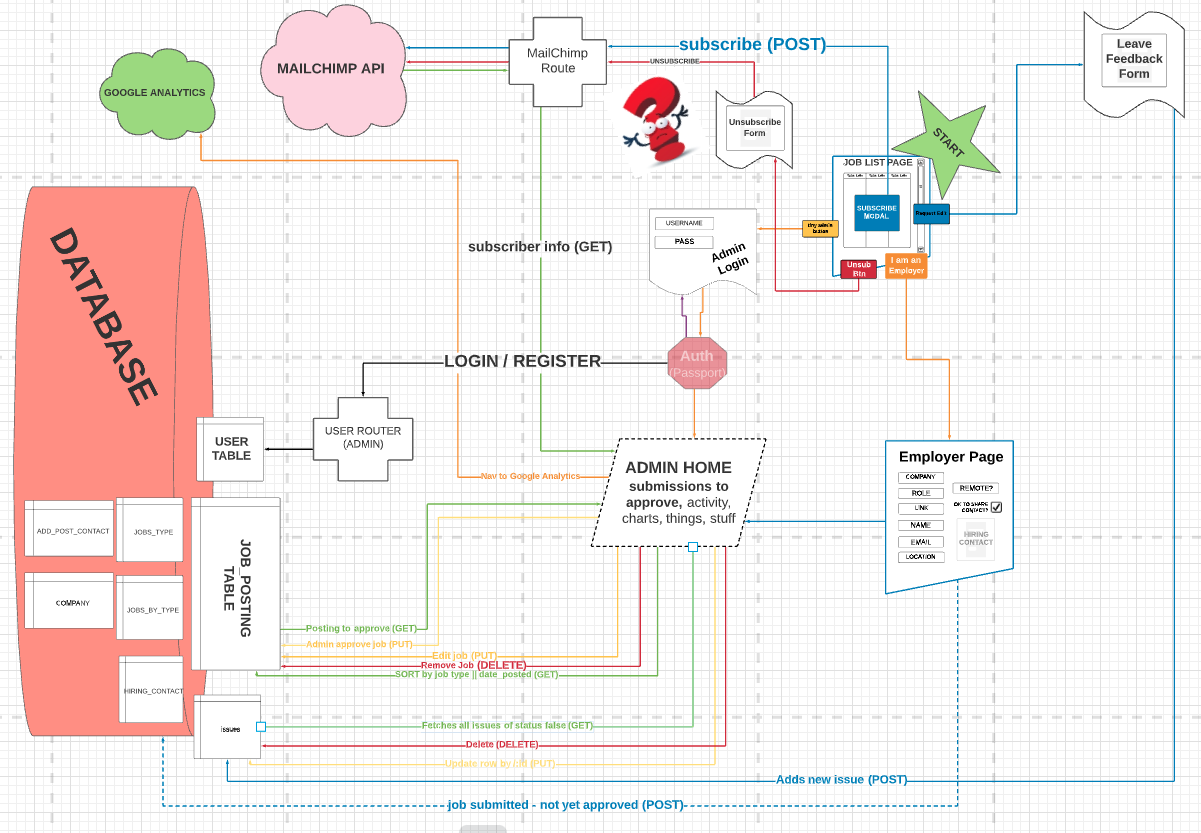 GOOGLE ANALYTICS
MAILCHIMP API
MailChimp
Route
subscribe (POST)
UNSUBSCRIBE
Unsubscribe
Form
START
Leave
Feedback
Form
JOB LIST PAGE
SUBSCRIBE
MODAL
Unsub
Btn
I am an
Employer
USERNAME
PASS
Admin
Login
subscriber info (GET)
DATABASE
LOGIN / REGISTER
Auth
(Passport)
USER ROUTER
(ADMIN)
USER
TABLE
Nav to Google Analytics
ADMIN HOME
submissions to
approve, activity,
charts, things, stuff
Employer Page
COMPANY
ROLE
LINK
NAME
EMAIL
LOCATION
REMOTE?
OK TO SHARE
CONTACT?
HIRING
CONTACT
ADD_POST_CONTACT
JOBS_TYPE
COMPANY
JOBS_BY_TYPE
HIRING_CONTACT
JOB_POSTING
TABLE
issues
Posting to approve (GET)
Admin approve job (PUT)
Edit job (PUT)
Remove Job (DELETE)
SORT by job type || date_posted (GET)
Fetches all issues of status false (GET)
Delete (DELETE)
Update row by (PUT)
Adds new issue (POST)
job submitted - not yet approved (POST)